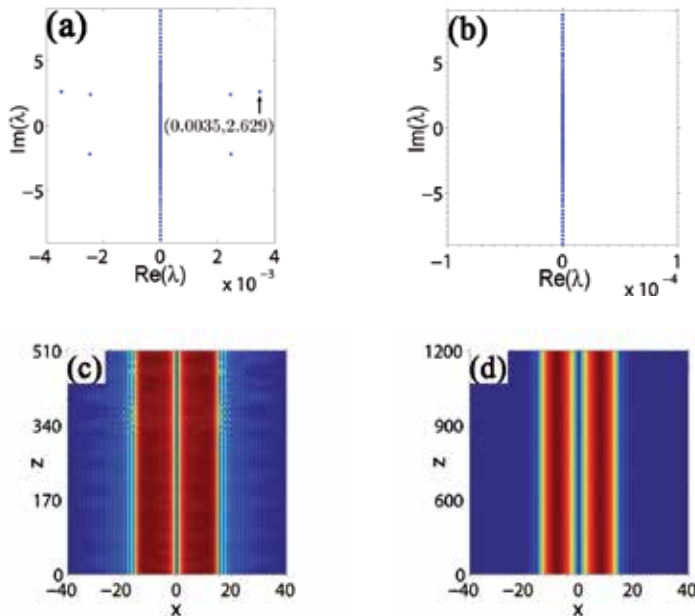 (a)
5
0
−5
Im(λ)
(0.0035,2.629)
−4 −2 0 2 4
Re(λ)
x 10⁻³
(b)
5
0
−5
Im(λ)
−1 0 1
Re(λ)
x 10⁻⁴
(c)
510
340
170
0
z
−40 −20 0 20 40
x
(d)
1200
900
600
0
z
−40 −20 0 20 40
x